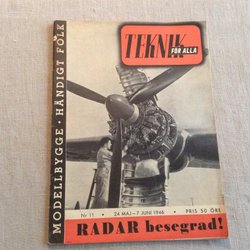 TEKNIK
FÖR ALLA
MODELLBYGGE · HÄNDIGT FOLK
Nr 11 · 24 MAJ–7 JUNI 1946 · PRIS 50 ÖRE
RADAR besegrad!